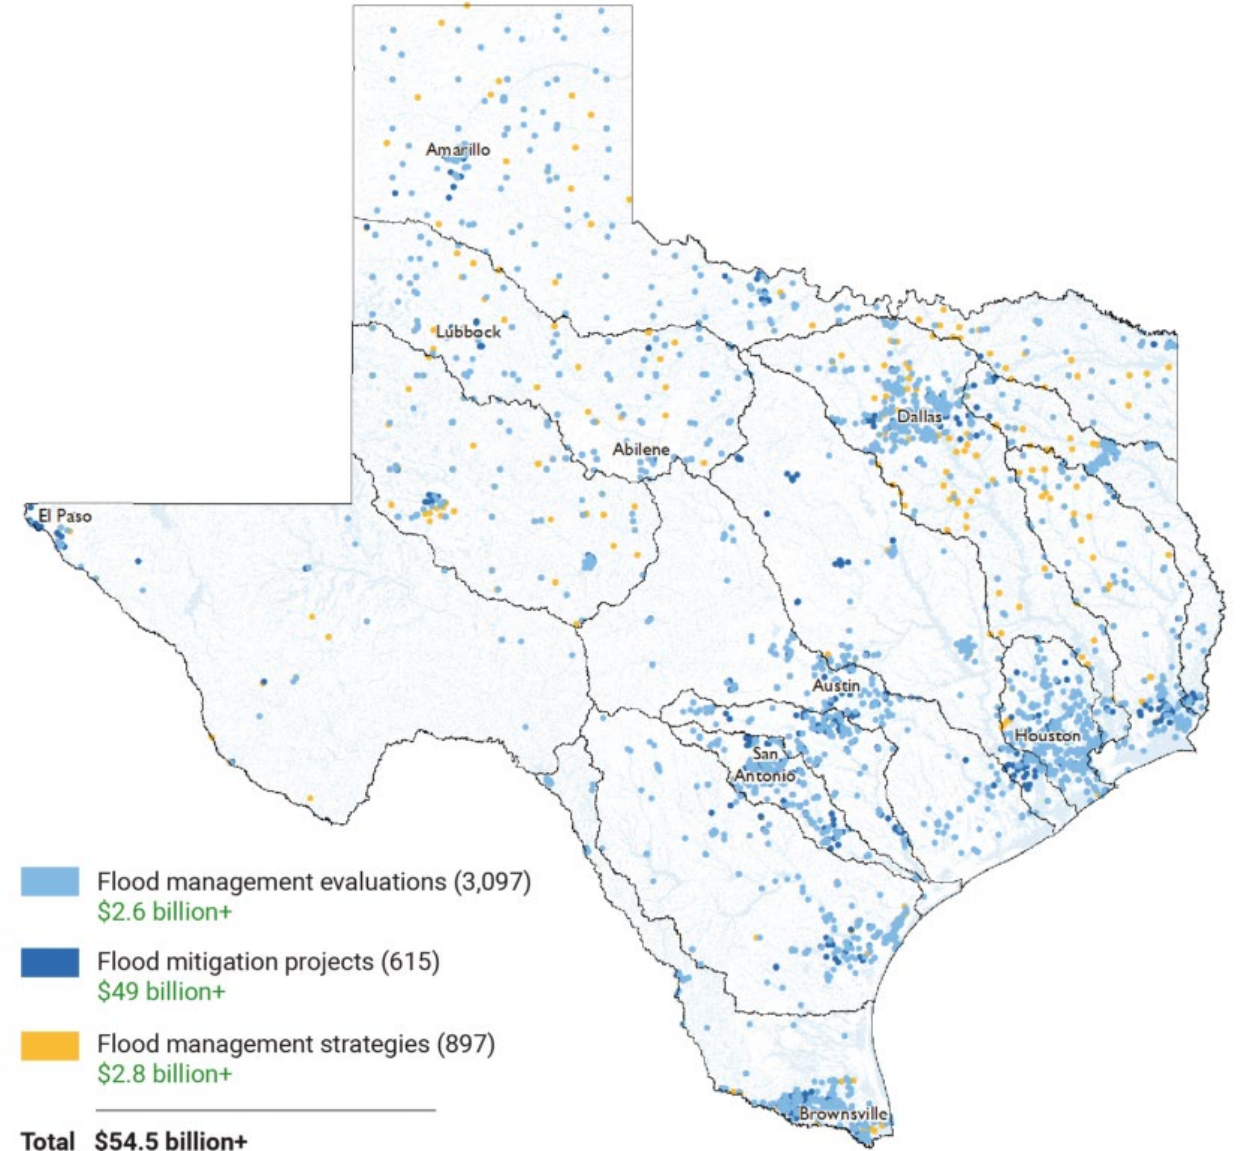 Amarillo
Lubbock
Dallas
Abilene
El Paso
Austin
Houston
San
Antonio
Flood management evaluations (3,097)
$2.6 billion+
Flood mitigation projects (615)
$49 billion+
Flood management strategies (897)
$2.8 billion+
Brownsville
Total $54.5 billion+